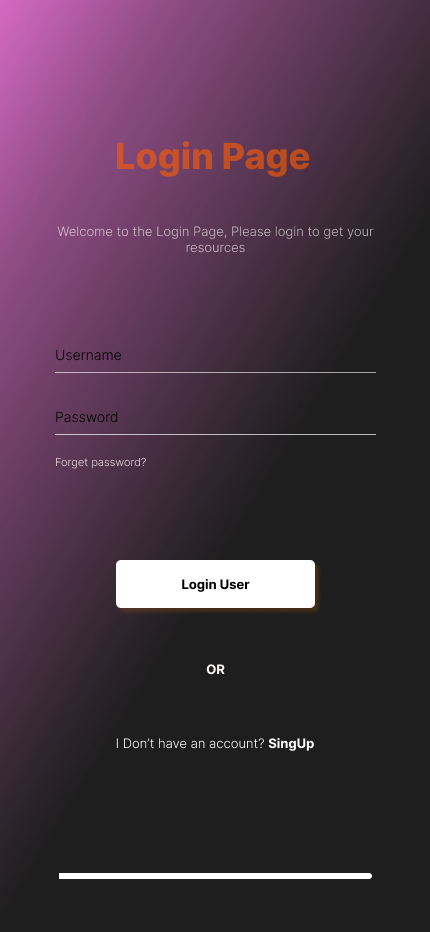 Login Page
Welcome to the Login Page, Please login to get your
resources
Username
Password
Forget password?
Login User
OR
I Don't have an account? SingUp